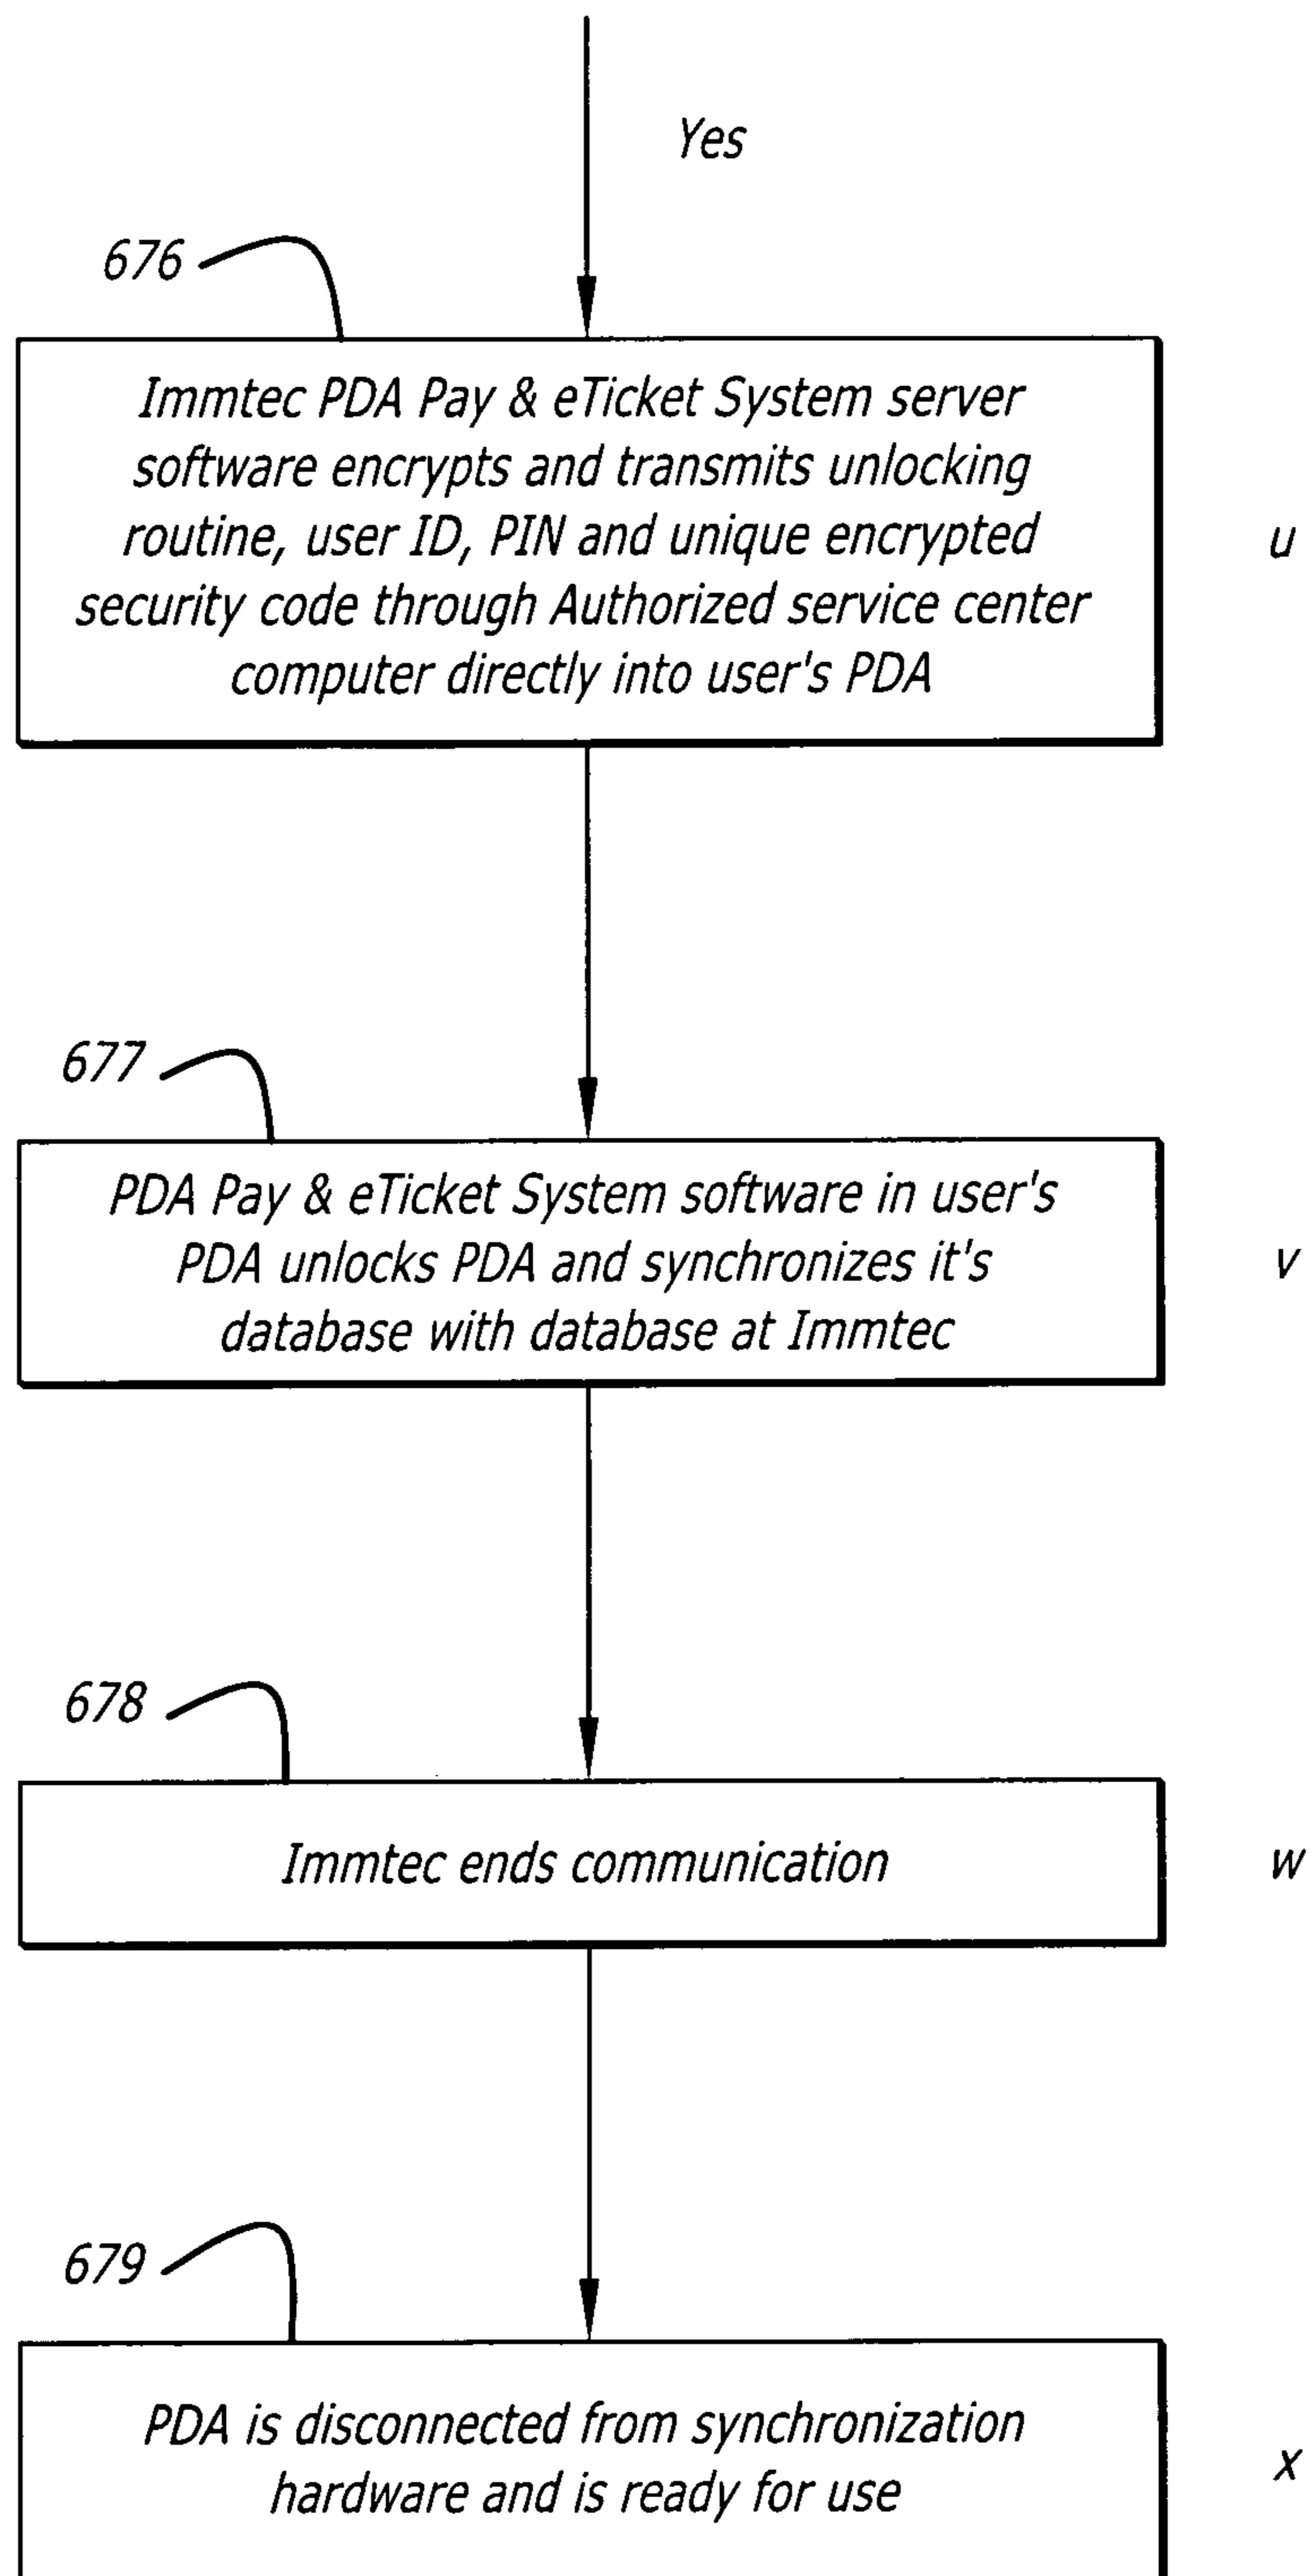 Yes
676
Immtec PDA Pay & eTicket System server
software encrypts and transmits unlocking
routine, user ID, PIN and unique encrypted
security code through Authorized service center
computer directly into user's PDA
u
677
PDA Pay & eTicket System software in user's
PDA unlocks PDA and synchronizes it's
database with database at Immtec
v
678
Immtec ends communication
w
679
PDA is disconnected from synchronization
hardware and is ready for use
x